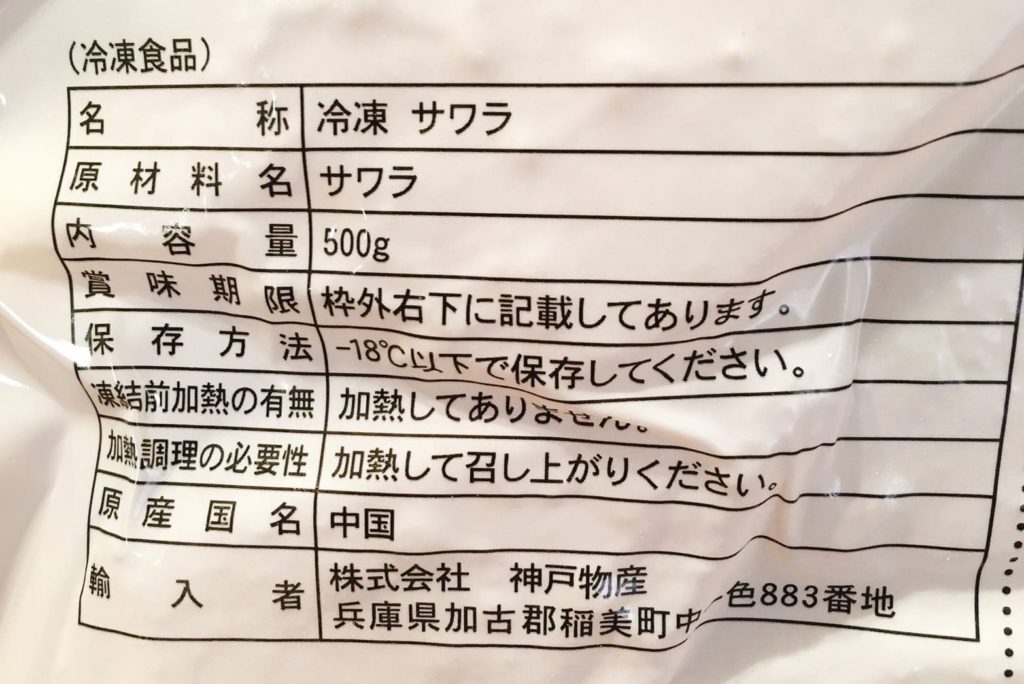 (冷凍食品)
名称 冷凍 サワラ
原材料名 サワラ
内容量 500g
賞味期限 枠外右下に記載してあります。
保存方法 -18℃以下で保存してください。
凍結前加熱の有無 加熱してありません。
加熱調理の必要性 加熱して召し上がりください。
原産国名 中国
輸入者 株式会社 神戸物産
兵庫県加古郡稲美町中一色883番地